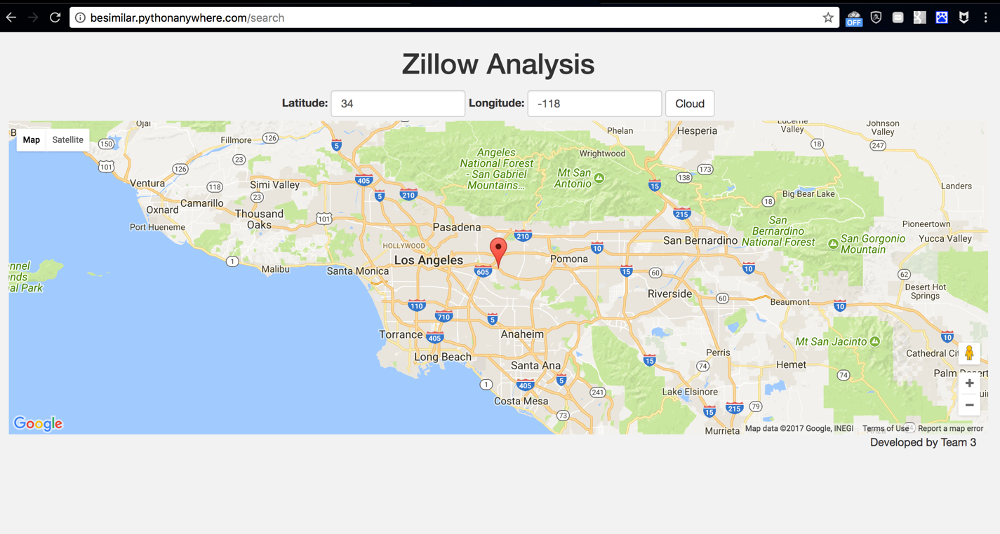 besimilar.pythonanywhere.com/search
OFF
Zillow Analysis
Latitude: 34 Longitude: -118 Cloud
Map Satellite
Ojai
Phelan
Hesperia
Lucerne
Valley
Johnson
Valley
Fillmore
126
5
150
18
247
Angeles
National Forest
- San Gabriel
Mountains...
Wrightwood
101
126
23
173
Mt San
Antonio
138
Ventura
118
Simi Valley
405
5
210
15
Landers
Camarillo
23
Big Bear Lake
18
Oxnard
Thousand
Oaks
101
215
Port Hueneme
Pasadena
210
San
Bernardino
National Forest
Pioneertown
San Gorgonio
Mountain
Yucca Valley
HOLLYWOOD
10
San Bernardino
1
Los Angeles
Pomona
Malibu
Santa Monica
605
15
60
10
62
Riverside
60
Desert Hot
Springs
110
710
5
Beaumont
10
Torrance
405
Anaheim
Mt San Jacinto
10
Long Beach
Perris
Cathedral Cit
15
Santa Ana
74
Hemet
74
Palm Desert
1
405
5
241
Lake Elsinore
Costa Mesa
73
15
215
79
Murrieta
Google
Map data ©2017 Google, INEGI Terms of Use Report a map error
Developed by Team 3